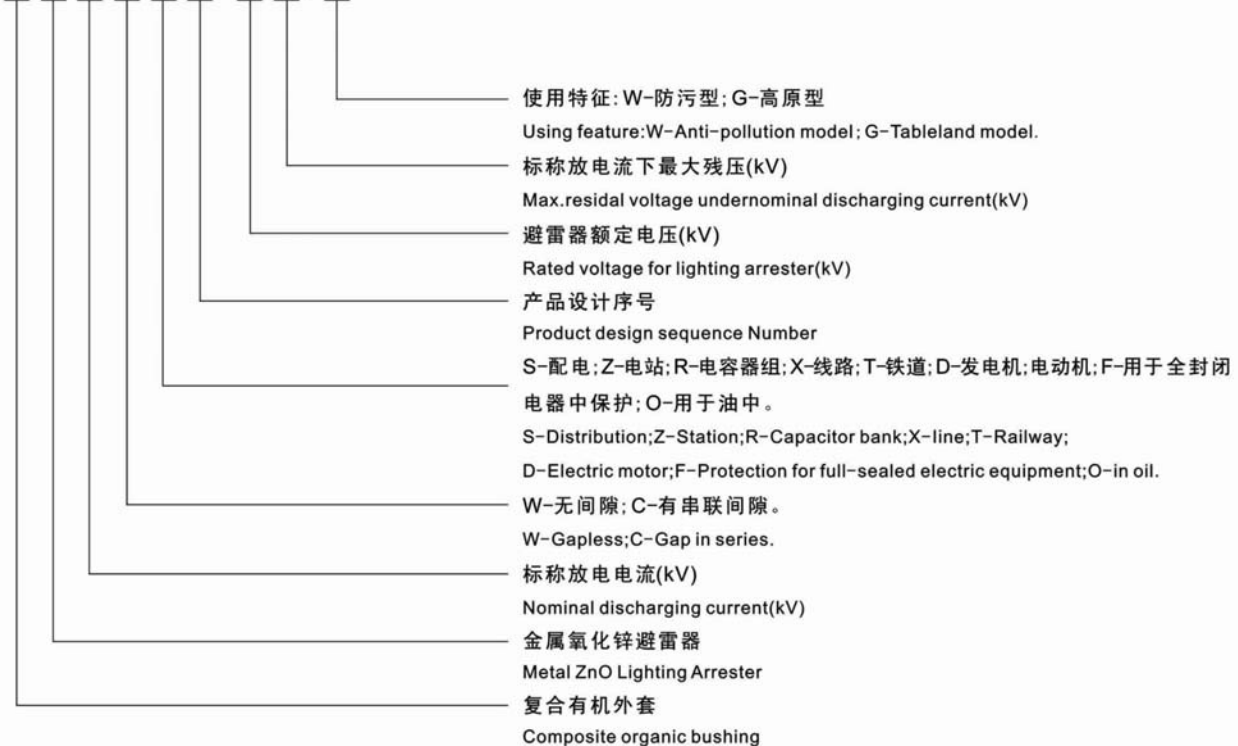 使用特征: W-防污型; G-高原型
Using feature:W-Anti-pollution model; G-Tableland model.
标称放电流下最大残压(kV)
Max.residal voltage undernominal discharging current(kV)
避雷器额定电压(kV)
Rated voltage for lighting arrester(kV)
产品设计序号
Product design sequence Number
S-配电;Z-电站;R-电容器组;X-线路;T-铁道;D-发电机;电动机;F-用于全封闭
电器中保护;O-用于油中。
S-Distribution;Z-Station;R-Capacitor bank;X-line;T-Railway;
D-Electric motor;F-Protection for full-sealed electric equipment;O-in oil.
W-无间隙; C-有串联间隙。
W-Gapless;C-Gap in series.
标称放电电流(kV)
Nominal discharging current(kV)
金属氧化锌避雷器
Metal ZnO Lighting Arrester
复合有机外套
Composite organic bushing